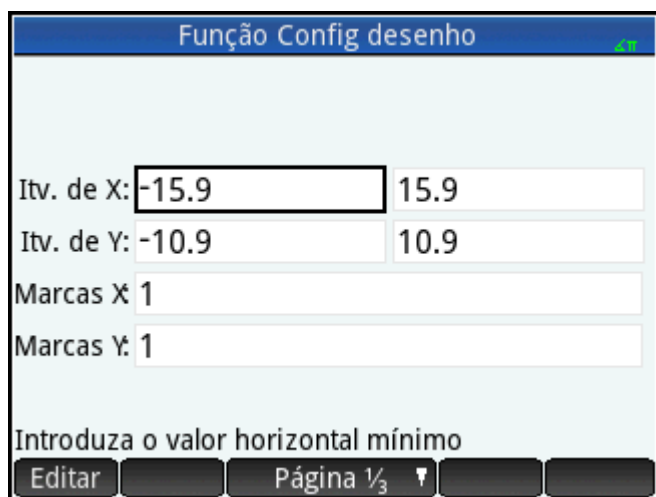 Função Config desenho ∡π
Itv. de X: -15.9 15.9
Itv. de Y: -10.9 10.9
Marcas X: 1
Marcas Y: 1
Introduza o valor horizontal mínimo
Editar Página ⅓ ▼